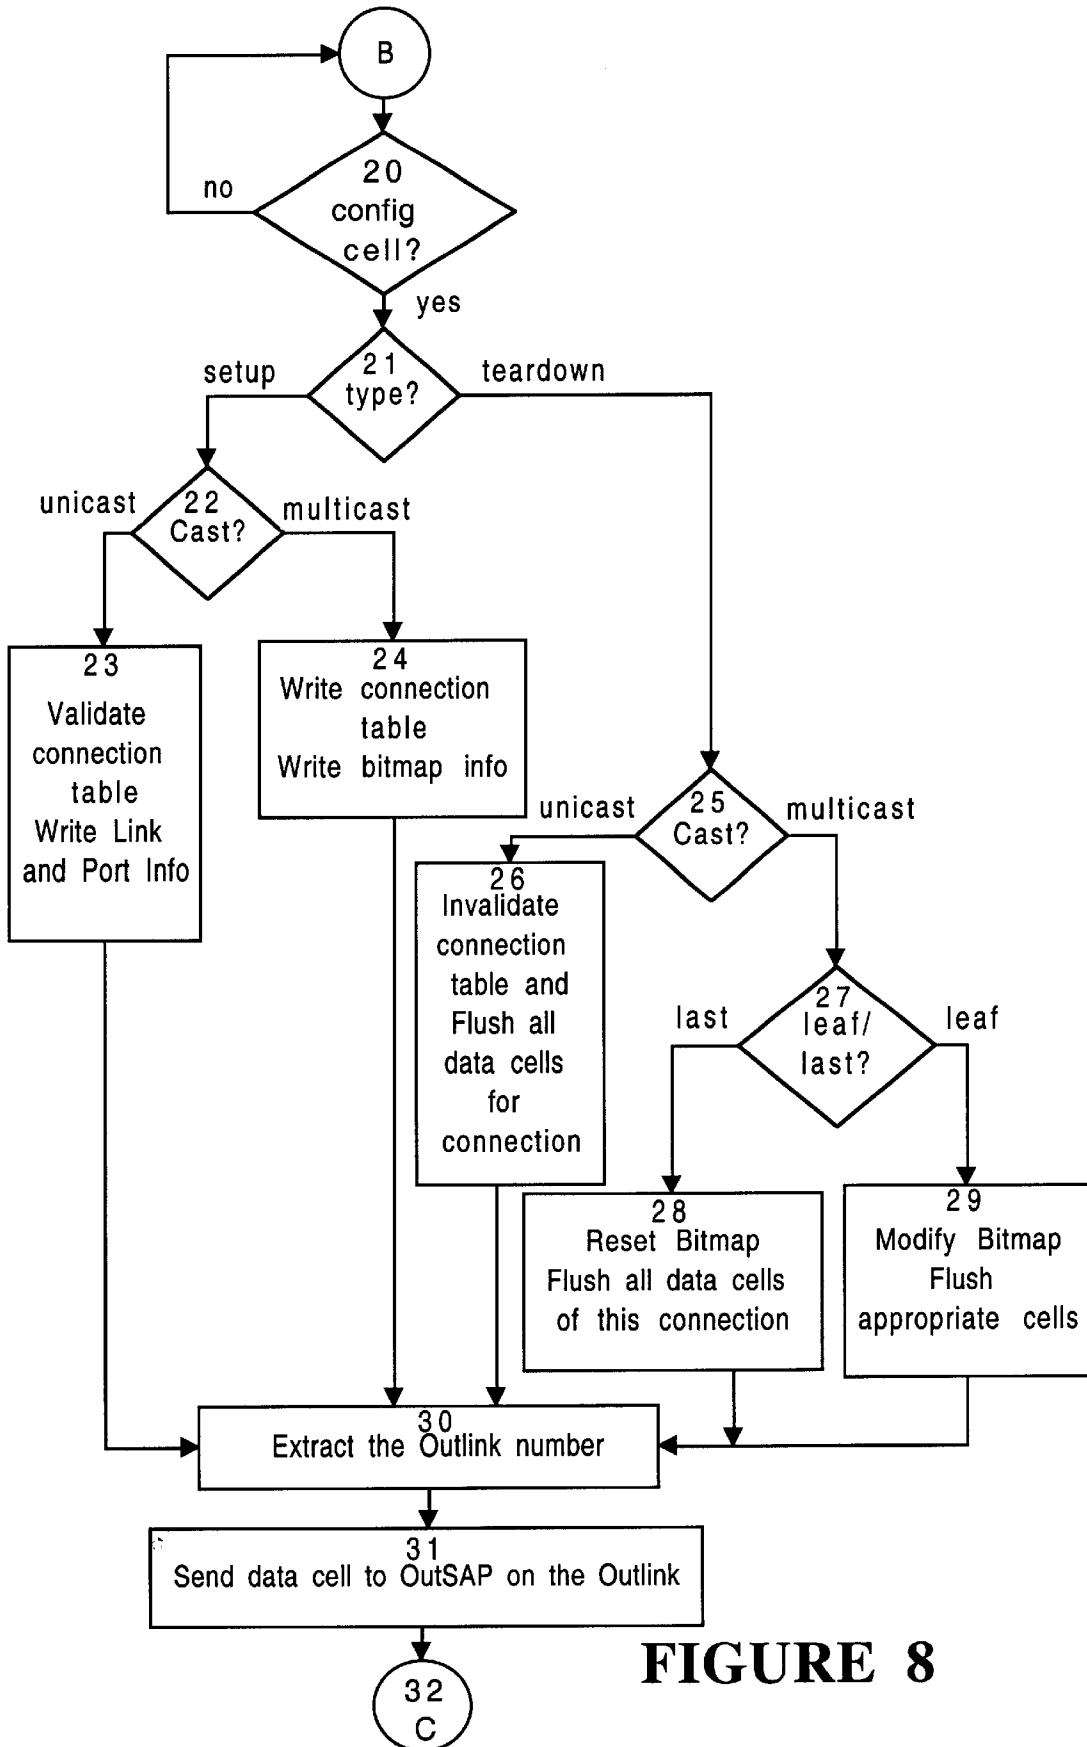 B
20
config
cell?
no
yes
21
type?
setup
teardown
22
Cast?
unicast
multicast
23
Validate
connection
table
Write Link
and Port Info
24
Write connection
table
Write bitmap info
25
Cast?
unicast
multicast
26
Invalidate
connection
table and
Flush all
data cells
for
connection
27
leaf/
last?
last
leaf
28
Reset Bitmap
Flush all data cells
of this connection
29
Modify Bitmap
Flush
appropriate cells
30
Extract the Outlink number
31
Send data cell to OutSAP on the Outlink
32
C
FIGURE 8